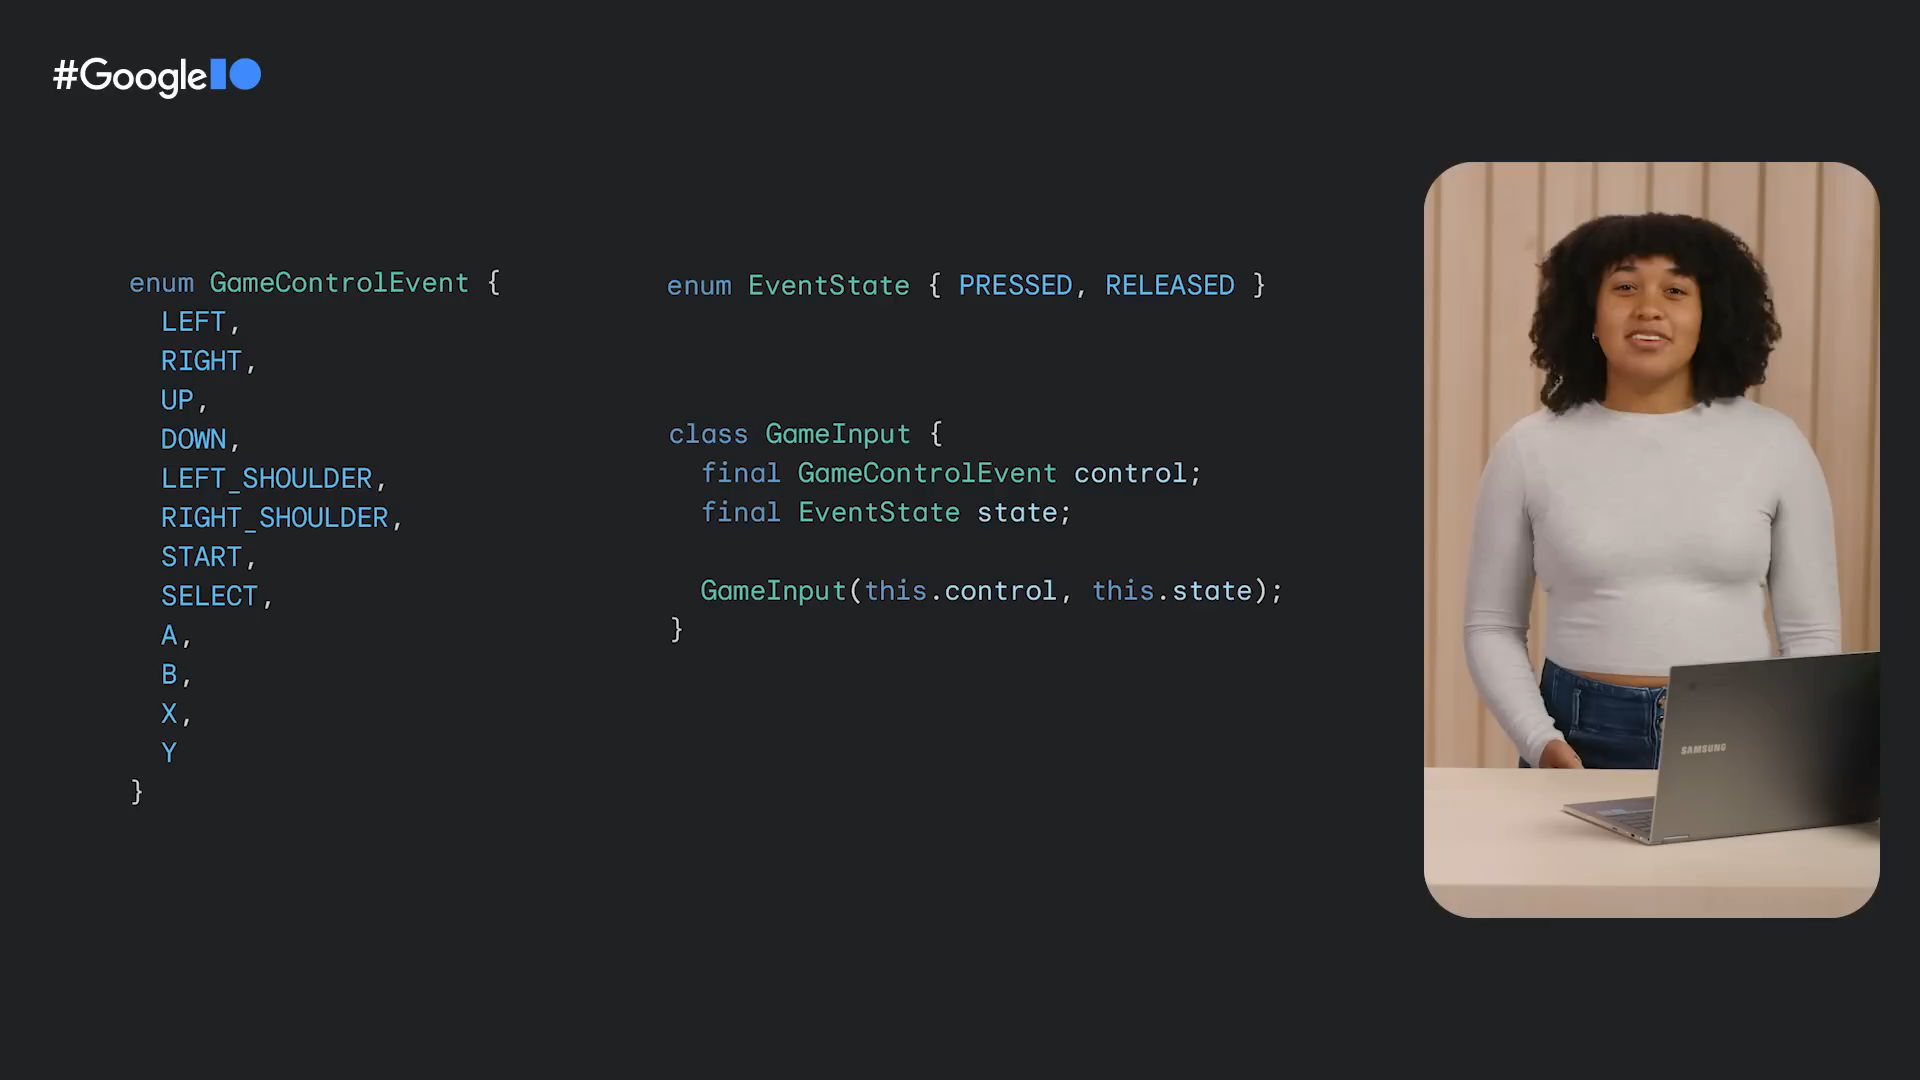 #GoogleIO
enum GameControlEvent {
LEFT,
RIGHT,
UP,
DOWN,
LEFT_SHOULDER,
RIGHT_SHOULDER,
START,
SELECT,
A,
B,
X,
Y
}
enum EventState { PRESSED, RELEASED }
class GameInput {
final GameControlEvent control;
final EventState state;
GameInput(this.control, this.state);
}
SAMSUNG